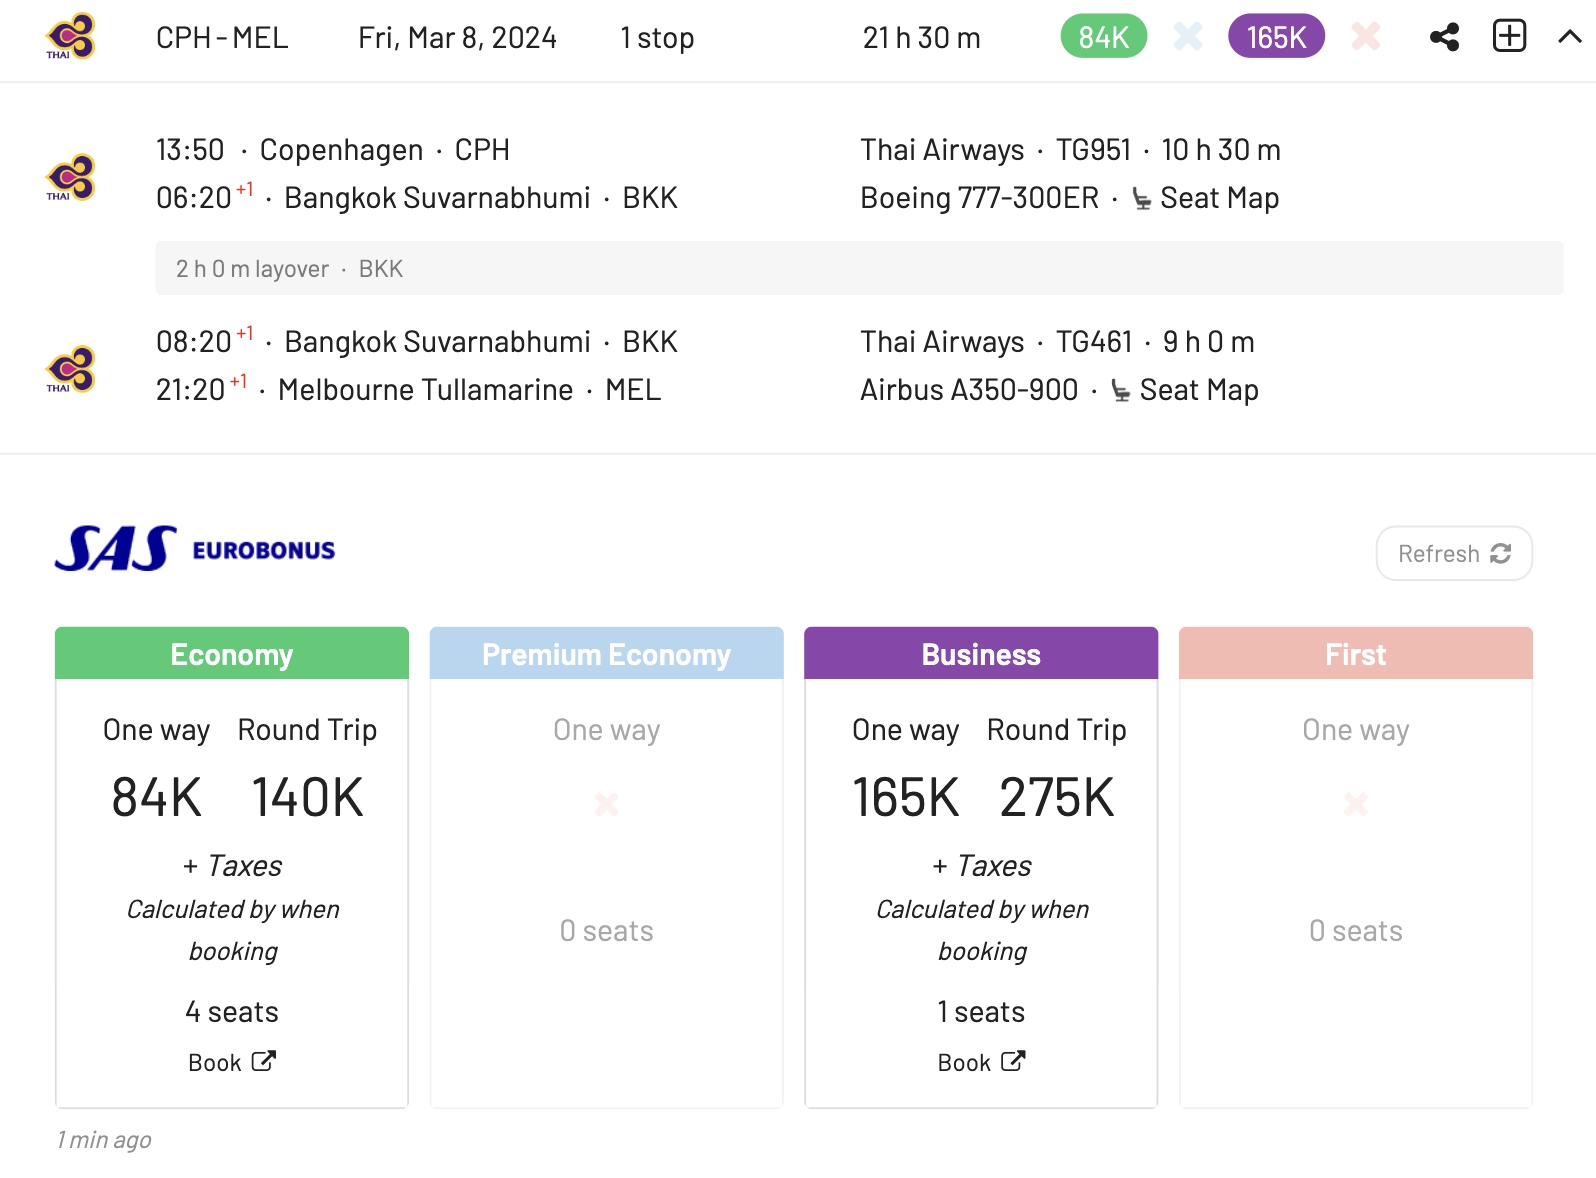 THAI CPH - MEL Fri, Mar 8, 2024 1 stop 21 h 30 m 84K 165K
13:50 · Copenhagen · CPH Thai Airways · TG951 · 10 h 30 m
THAI 06:20 +1 · Bangkok Suvarnabhumi · BKK Boeing 777-300ER · Seat Map
2 h 0 m layover · BKK
08:20 +1 · Bangkok Suvarnabhumi · BKK Thai Airways · TG461 · 9 h 0 m
THAI 21:20 +1 · Melbourne Tullamarine · MEL Airbus A350-900 · Seat Map
SAS EUROBONUS Refresh
Economy
One way Round Trip
84K 140K
+ Taxes
Calculated by when
booking
4 seats
Book
Premium Economy
One way
0 seats
Business
One way Round Trip
165K 275K
+ Taxes
Calculated by when
booking
1 seats
Book
First
One way
0 seats
1 min ago